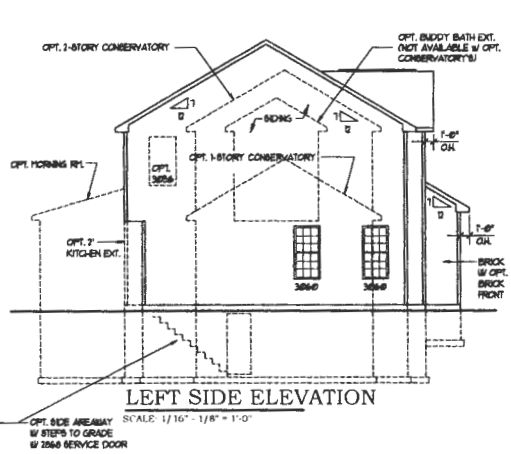 OPT. 2-STORY CONSERVATORY
OPT. BUDDY BATH EXT.
(NOT AVAILABLE W/ OPT.
CONSERVATORY'S)
7
12
SIDING
7
12
1'-10"
O.H.
OPT. MORNING RM.
OPT.
3056
OPT. 1-STORY CONSERVATORY
7
12
1'-0"
O.H.
OPT. 2'
KITCHEN EXT.
BRICK
W/ OPT.
BRICK
FRONT
3060
3060
LEFT SIDE ELEVATION
SCALE: 1/16" - 1/8" = 1'-0"
OPT. SIDE AREAWAY
W/ STEPS TO GRADE
W/ 2868 SERVICE DOOR